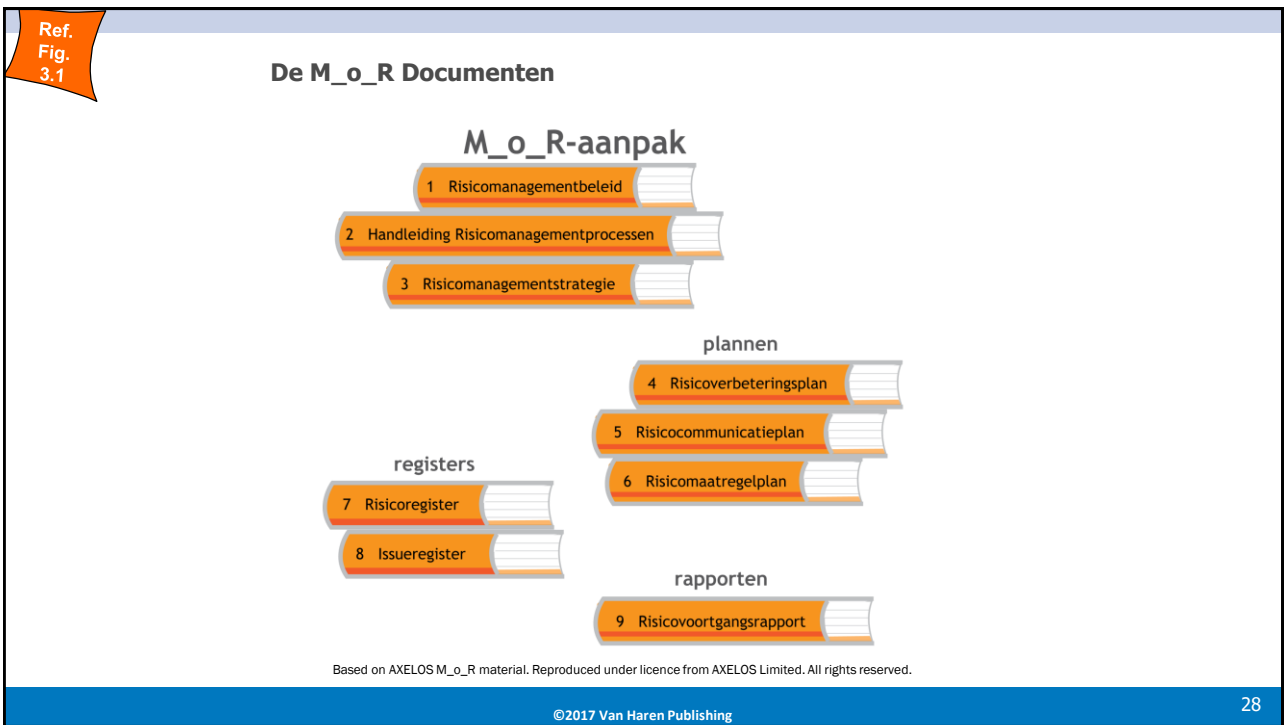 Ref.
Fig.
3.1
De M_o_R Documenten
M_o_R-aanpak
1 Risicomanagementbeleid
2 Handleiding Risicomanagementprocessen
3 Risicomanagementstrategie
plannen
4 Risicoverbeteringsplan
5 Risicocommunicatieplan
6 Risicomaatregelplan
registers
7 Risicoregister
8 Issueregister
rapporten
9 Risicovoortgangsrapport
Based on AXELOS M_o_R material. Reproduced under licence from AXELOS Limited. All rights reserved.
©2017 Van Haren Publishing
28